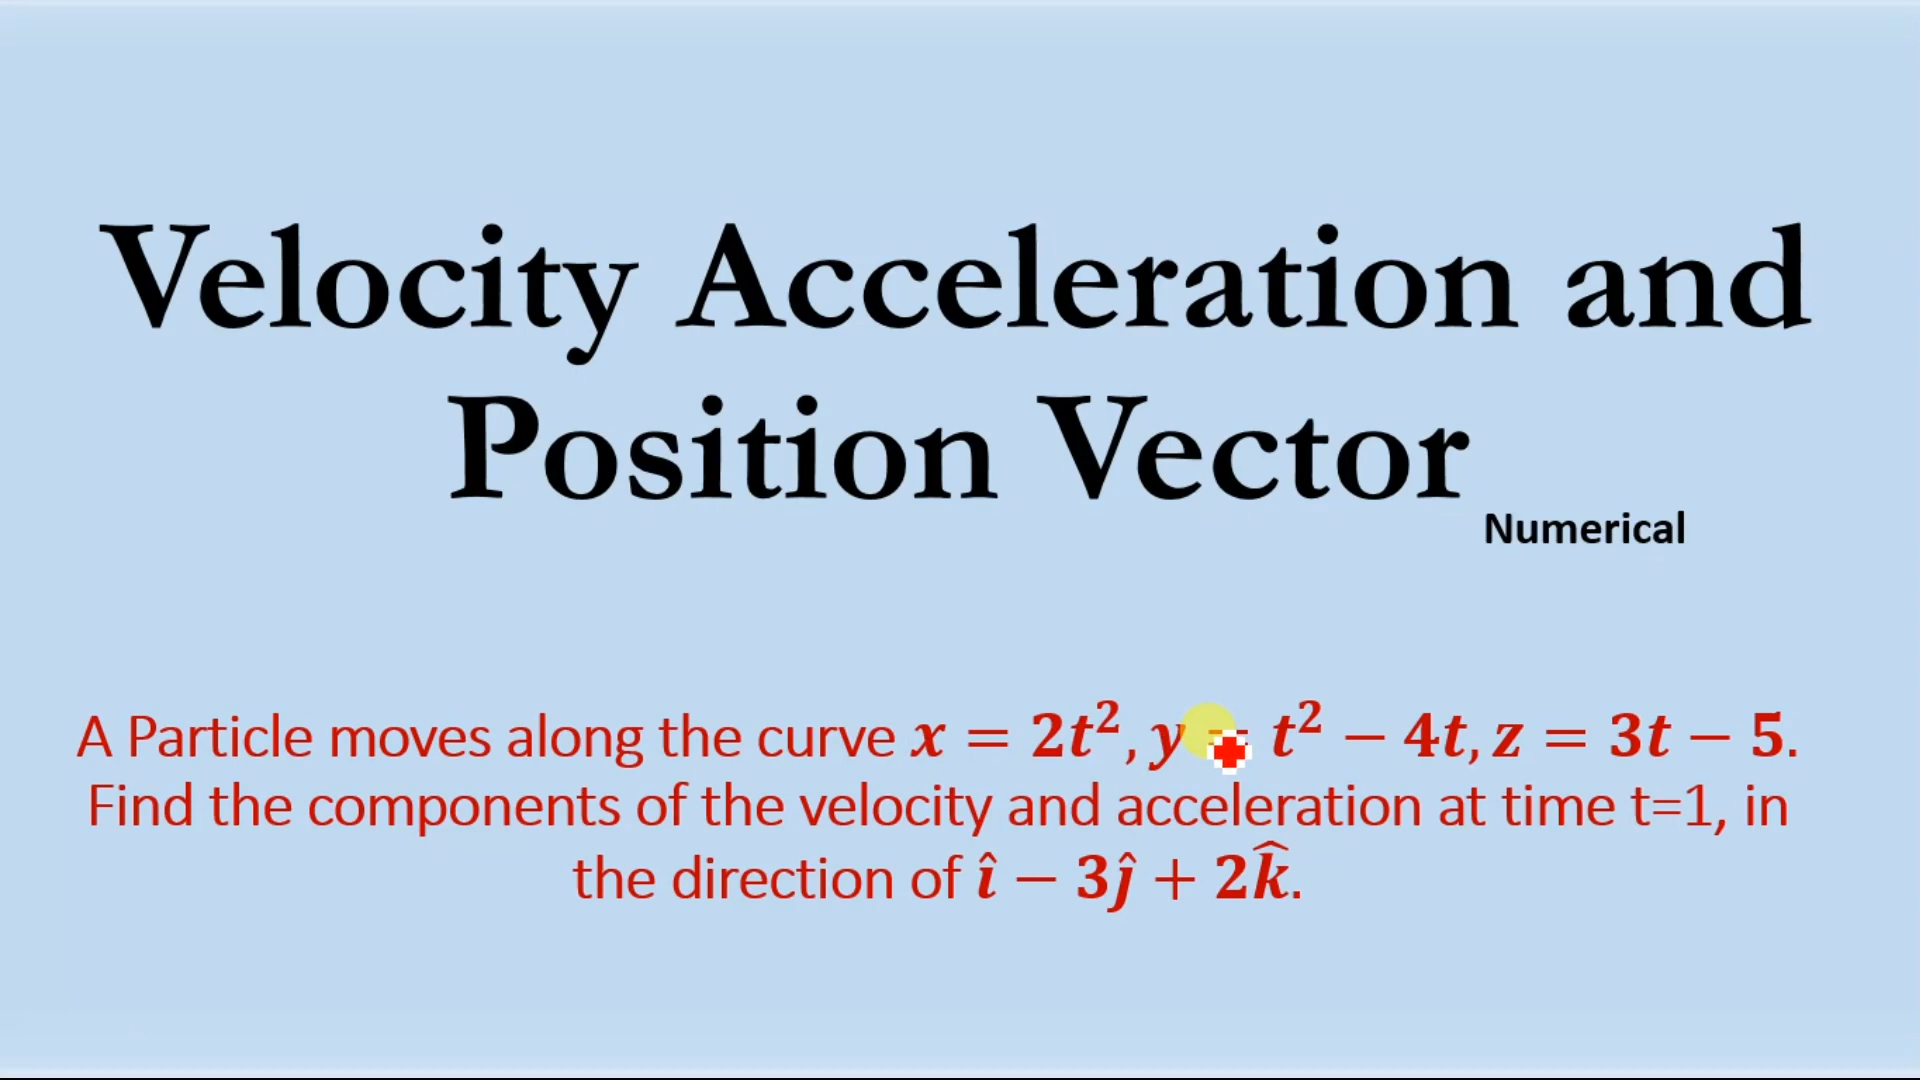 Velocity Acceleration and
Position Vector
Numerical
A Particle moves along the curve x = 2t², y = t² − 4t, z = 3t − 5.
Find the components of the velocity and acceleration at time t=1, in
the direction of î − 3ĵ + 2k̂.